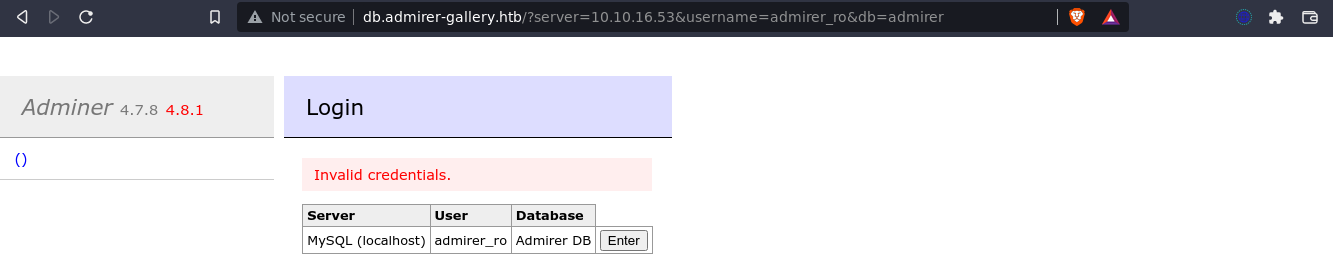 Not secure db.admirer-gallery.htb/?server=10.10.16.53&username=admirer_ro&db=admirer
Adminer 4.7.8 4.8.1
Login
()
Invalid credentials.
Server User Database
MySQL (localhost) admirer_ro Admirer DB Enter